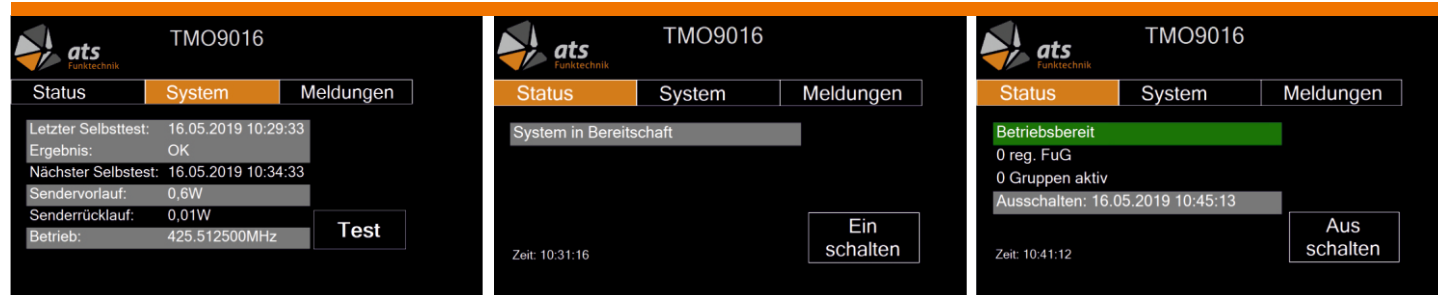 ats
Funktechnik
TMO9016
Status System Meldungen
Letzter Selbsttest: 16.05.2019 10:29:33
Ergebnis: OK
Nächster Selbstest: 16.05.2019 10:34:33
Sendervorlauf: 0,6W
Senderrücklauf: 0,01W
Betrieb: 425.512500MHz
Test
ats
Funktechnik
TMO9016
Status System Meldungen
System in Bereitschaft
Ein
schalten
Zeit: 10:31:16
ats
Funktechnik
TMO9016
Status System Meldungen
Betriebsbereit
0 reg. FuG
0 Gruppen aktiv
Ausschalten: 16.05.2019 10:45:13
Aus
schalten
Zeit: 10:41:12